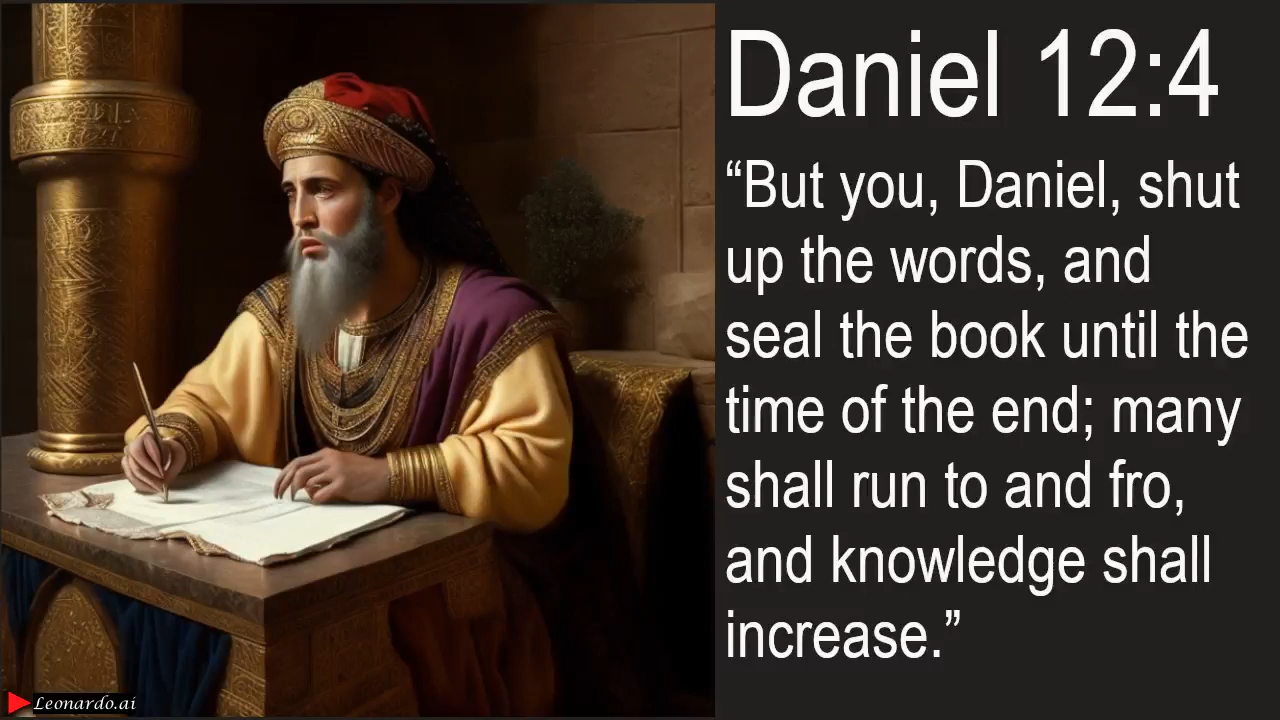 Daniel 12:4
“But you, Daniel, shut
up the words, and
seal the book until the
time of the end; many
shall run to and fro,
and knowledge shall
increase.”
Leonardo.ai